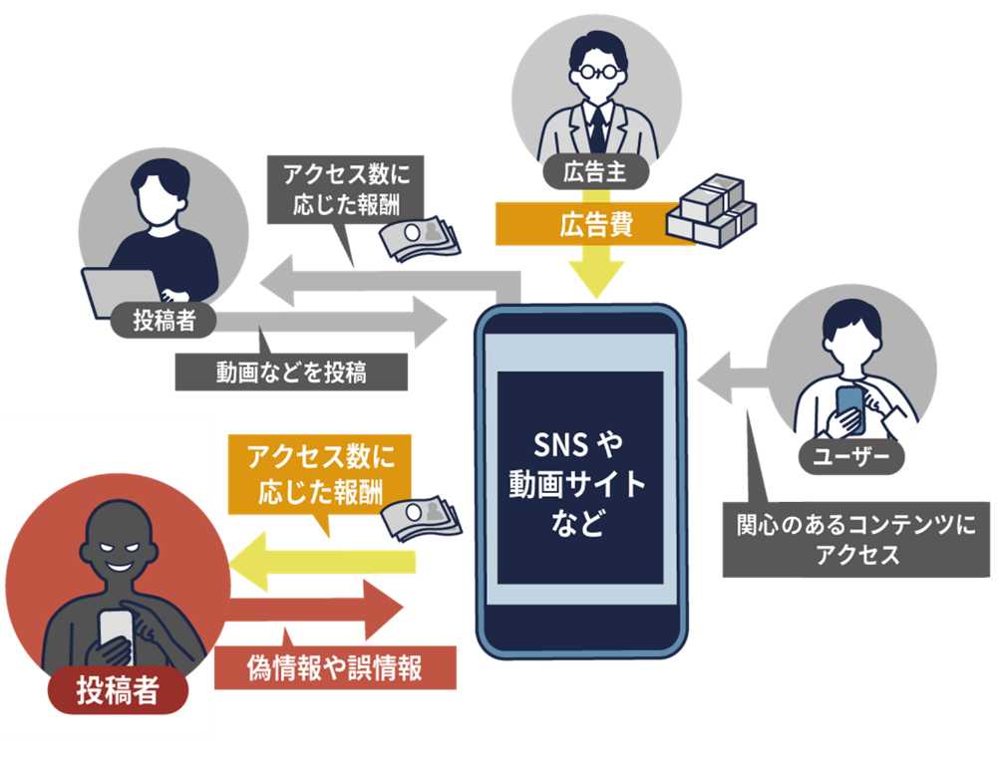 広告主
広告費
アクセス数に
応じた報酬
投稿者
動画などを投稿
SNS や
動画サイト
など
ユーザー
関心のあるコンテンツに
アクセス
アクセス数に
応じた報酬
偽情報や誤情報
投稿者